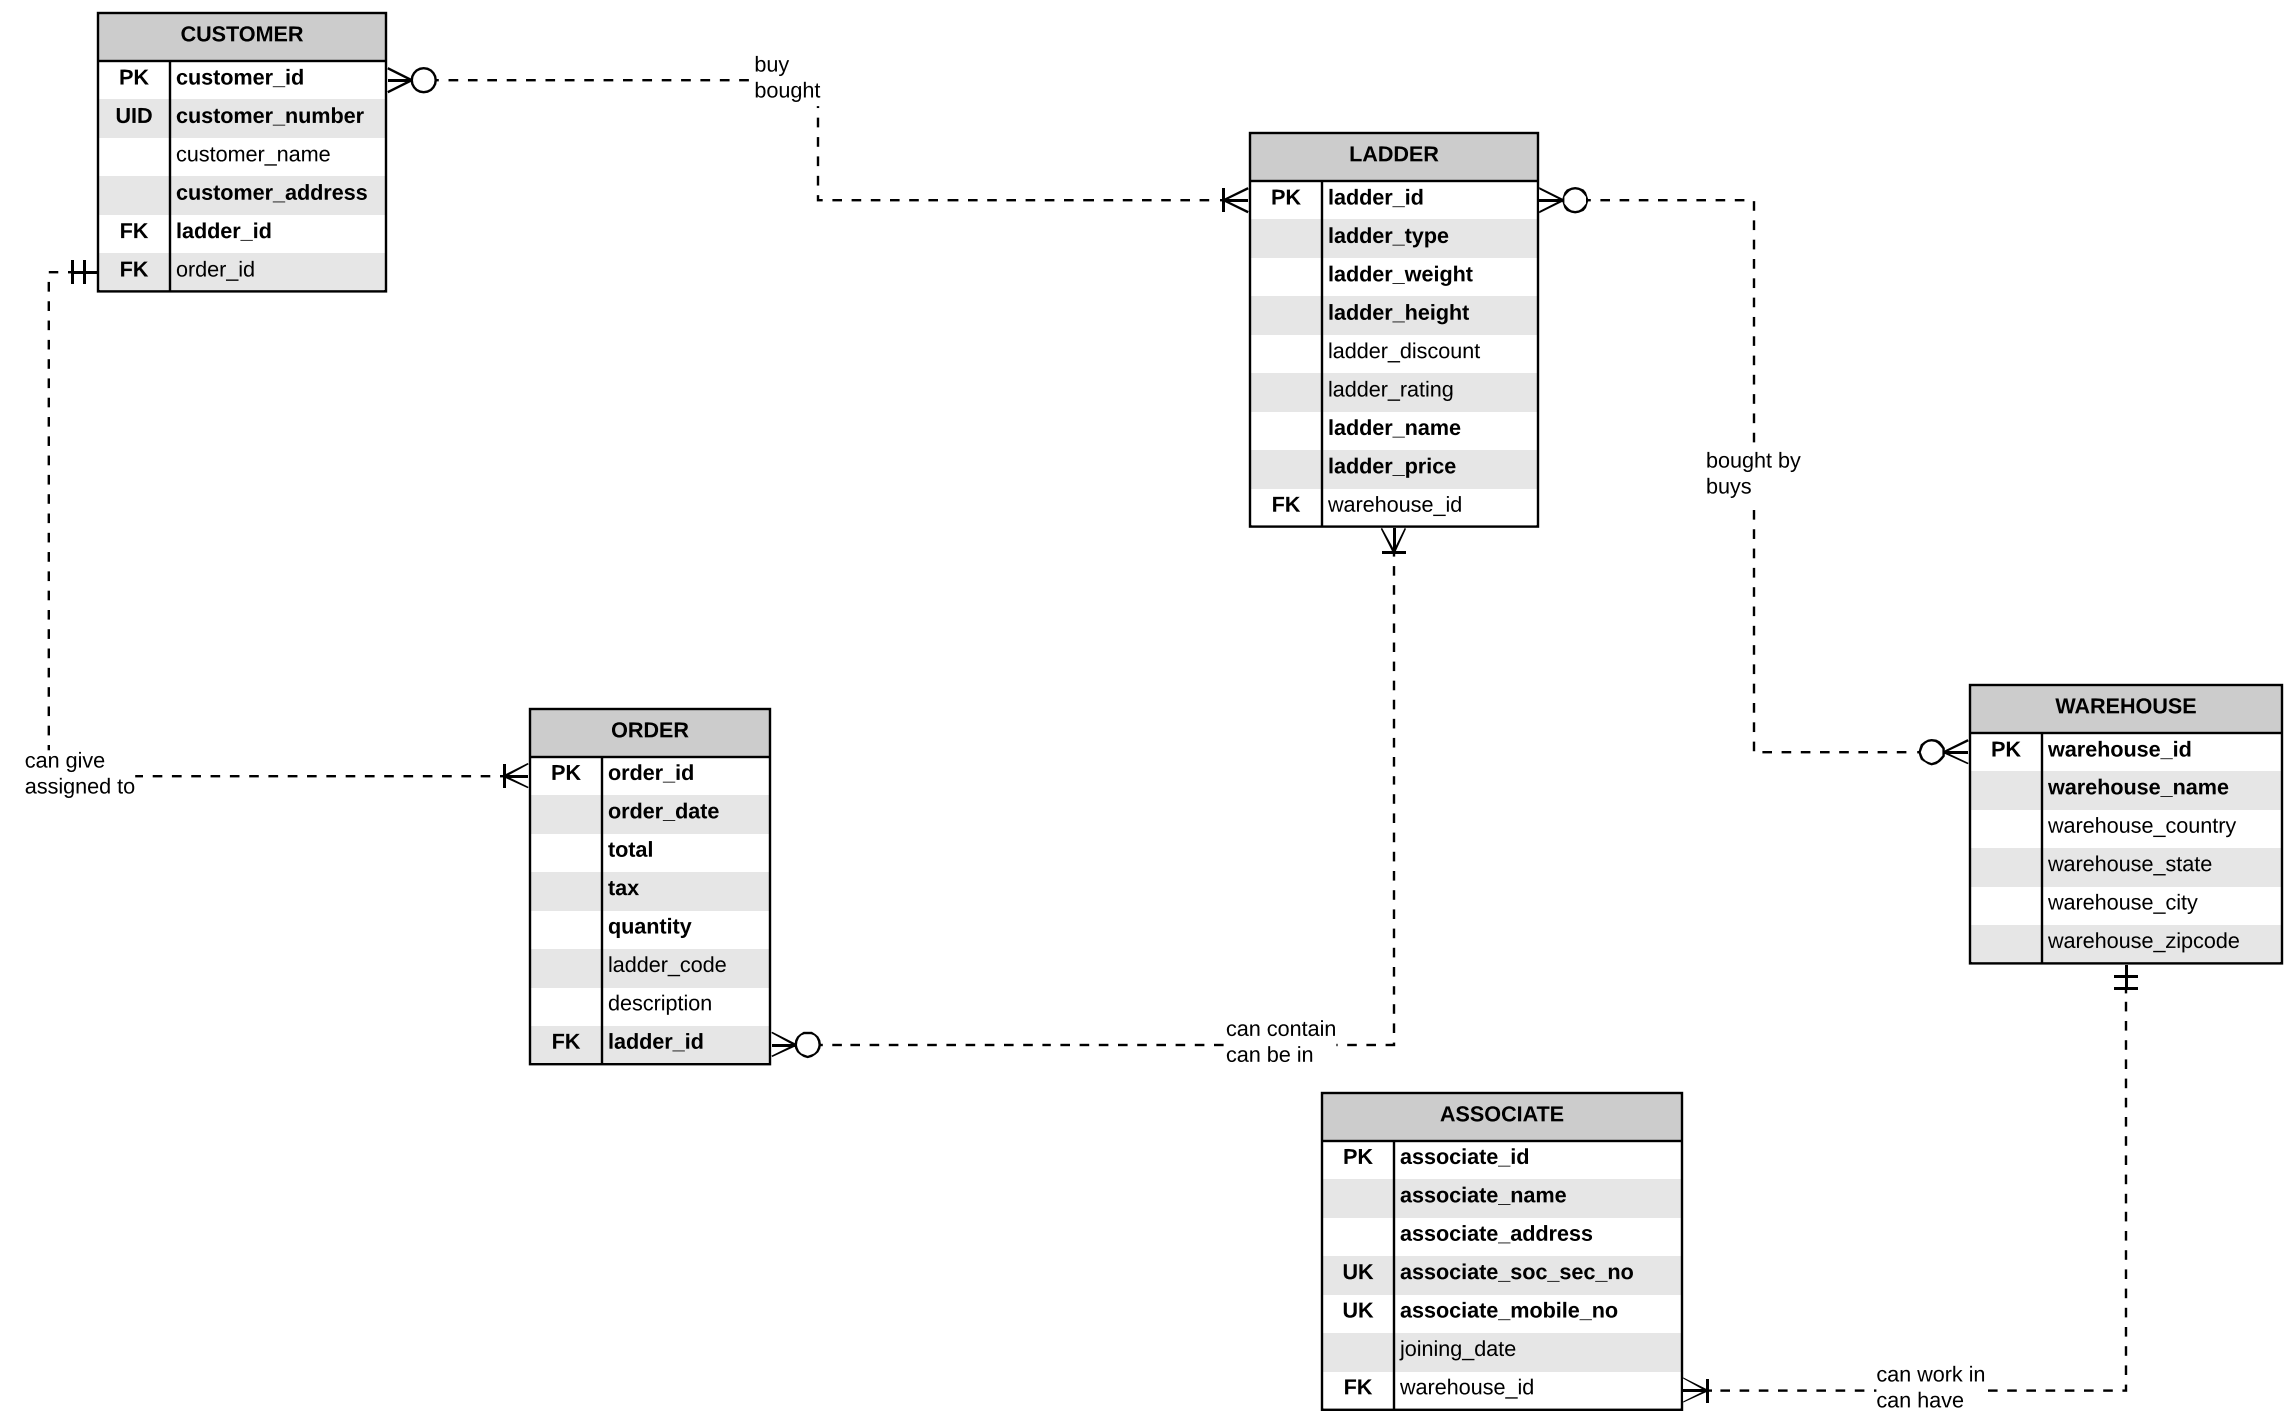 CUSTOMER
PK customer_id
UID customer_number
customer_name
customer_address
FK ladder_id
FK order_id
buy
bought
LADDER
PK ladder_id
ladder_type
ladder_weight
ladder_height
ladder_discount
ladder_rating
ladder_name
ladder_price
FK warehouse_id
bought by
buys
can give
assigned to
ORDER
PK order_id
order_date
total
tax
quantity
ladder_code
description
FK ladder_id
WAREHOUSE
PK warehouse_id
warehouse_name
warehouse_country
warehouse_state
warehouse_city
warehouse_zipcode
can contain
can be in
ASSOCIATE
PK associate_id
associate_name
associate_address
UK associate_soc_sec_no
UK associate_mobile_no
joining_date
FK warehouse_id
can work in
can have